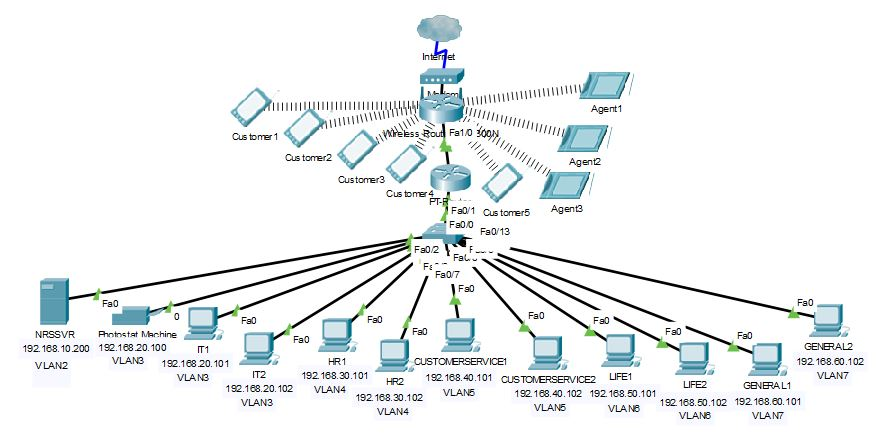 Internet
Agent1
Customer1
Wireless Rout
Fa1/0
300N
Customer2
Agent2
Customer3
Customer4
Customer5
Agent3
Fa0/1
Fa0/0
Fa0/13
Fa0/2
Fa0/7
Fa0
0
Fa0
Fa0
Fa0
Fa0
Fa0
Fa0
Fa0
Fa0
Fa0
Fa0
NRSSVR
192.168.10.200
VLAN2
Photostat Machine
192.168.20.100
VLAN3
IT1
192.168.20.101
VLAN3
IT2
192.168.20.102
VLAN3
HR1
192.168.30.101
VLAN4
HR2
192.168.30.102
VLAN4
CUSTOMERSERVICE1
192.168.40.101
VLAN5
CUSTOMERSERVICE2
192.168.40.102
VLAN5
LIFE1
192.168.50.101
VLAN6
LIFE2
192.168.50.102
VLAN6
GENERAL1
192.168.60.101
VLAN7
GENERAL2
192.168.60.102
VLAN7